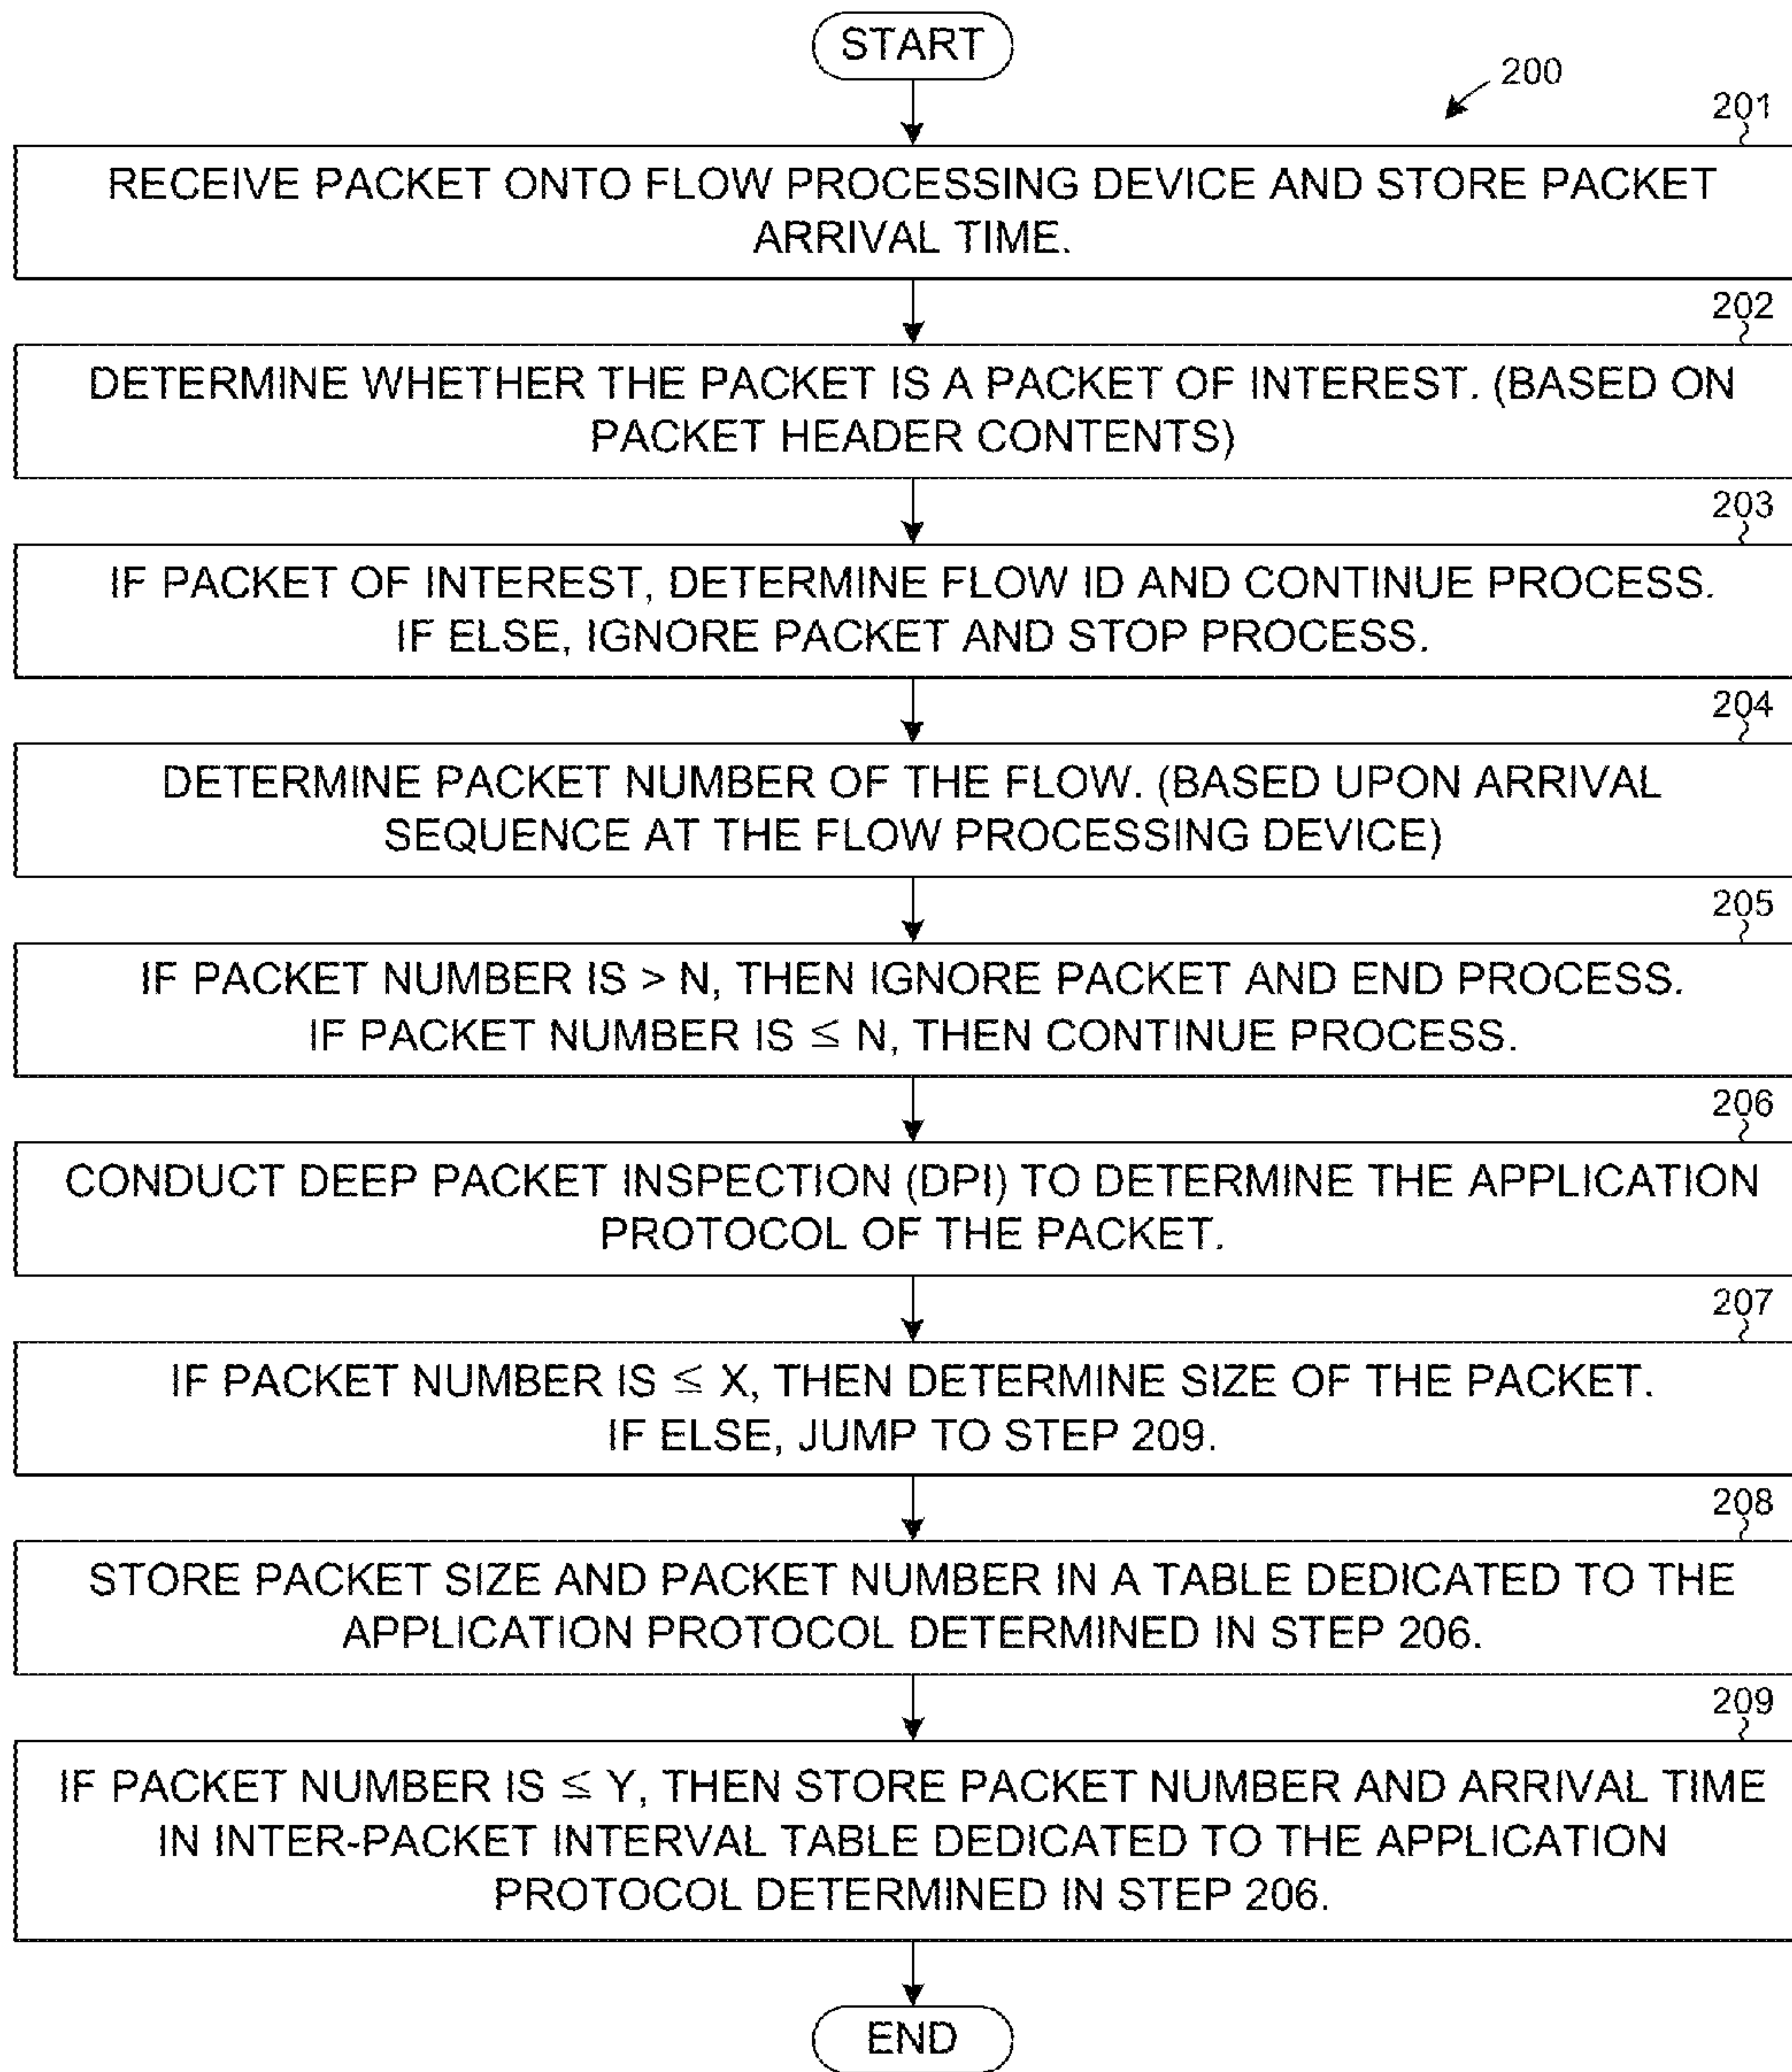 START
200
201
RECEIVE PACKET ONTO FLOW PROCESSING DEVICE AND STORE PACKET
ARRIVAL TIME.
202
DETERMINE WHETHER THE PACKET IS A PACKET OF INTEREST. (BASED ON
PACKET HEADER CONTENTS)
203
IF PACKET OF INTEREST, DETERMINE FLOW ID AND CONTINUE PROCESS.
IF ELSE, IGNORE PACKET AND STOP PROCESS.
204
DETERMINE PACKET NUMBER OF THE FLOW. (BASED UPON ARRIVAL
SEQUENCE AT THE FLOW PROCESSING DEVICE)
205
IF PACKET NUMBER IS > N, THEN IGNORE PACKET AND END PROCESS.
IF PACKET NUMBER IS ≤ N, THEN CONTINUE PROCESS.
206
CONDUCT DEEP PACKET INSPECTION (DPI) TO DETERMINE THE APPLICATION
PROTOCOL OF THE PACKET.
207
IF PACKET NUMBER IS ≤ X, THEN DETERMINE SIZE OF THE PACKET.
IF ELSE, JUMP TO STEP 209.
208
STORE PACKET SIZE AND PACKET NUMBER IN A TABLE DEDICATED TO THE
APPLICATION PROTOCOL DETERMINED IN STEP 206.
209
IF PACKET NUMBER IS ≤ Y, THEN STORE PACKET NUMBER AND ARRIVAL TIME
IN INTER-PACKET INTERVAL TABLE DEDICATED TO THE APPLICATION
PROTOCOL DETERMINED IN STEP 206.
END